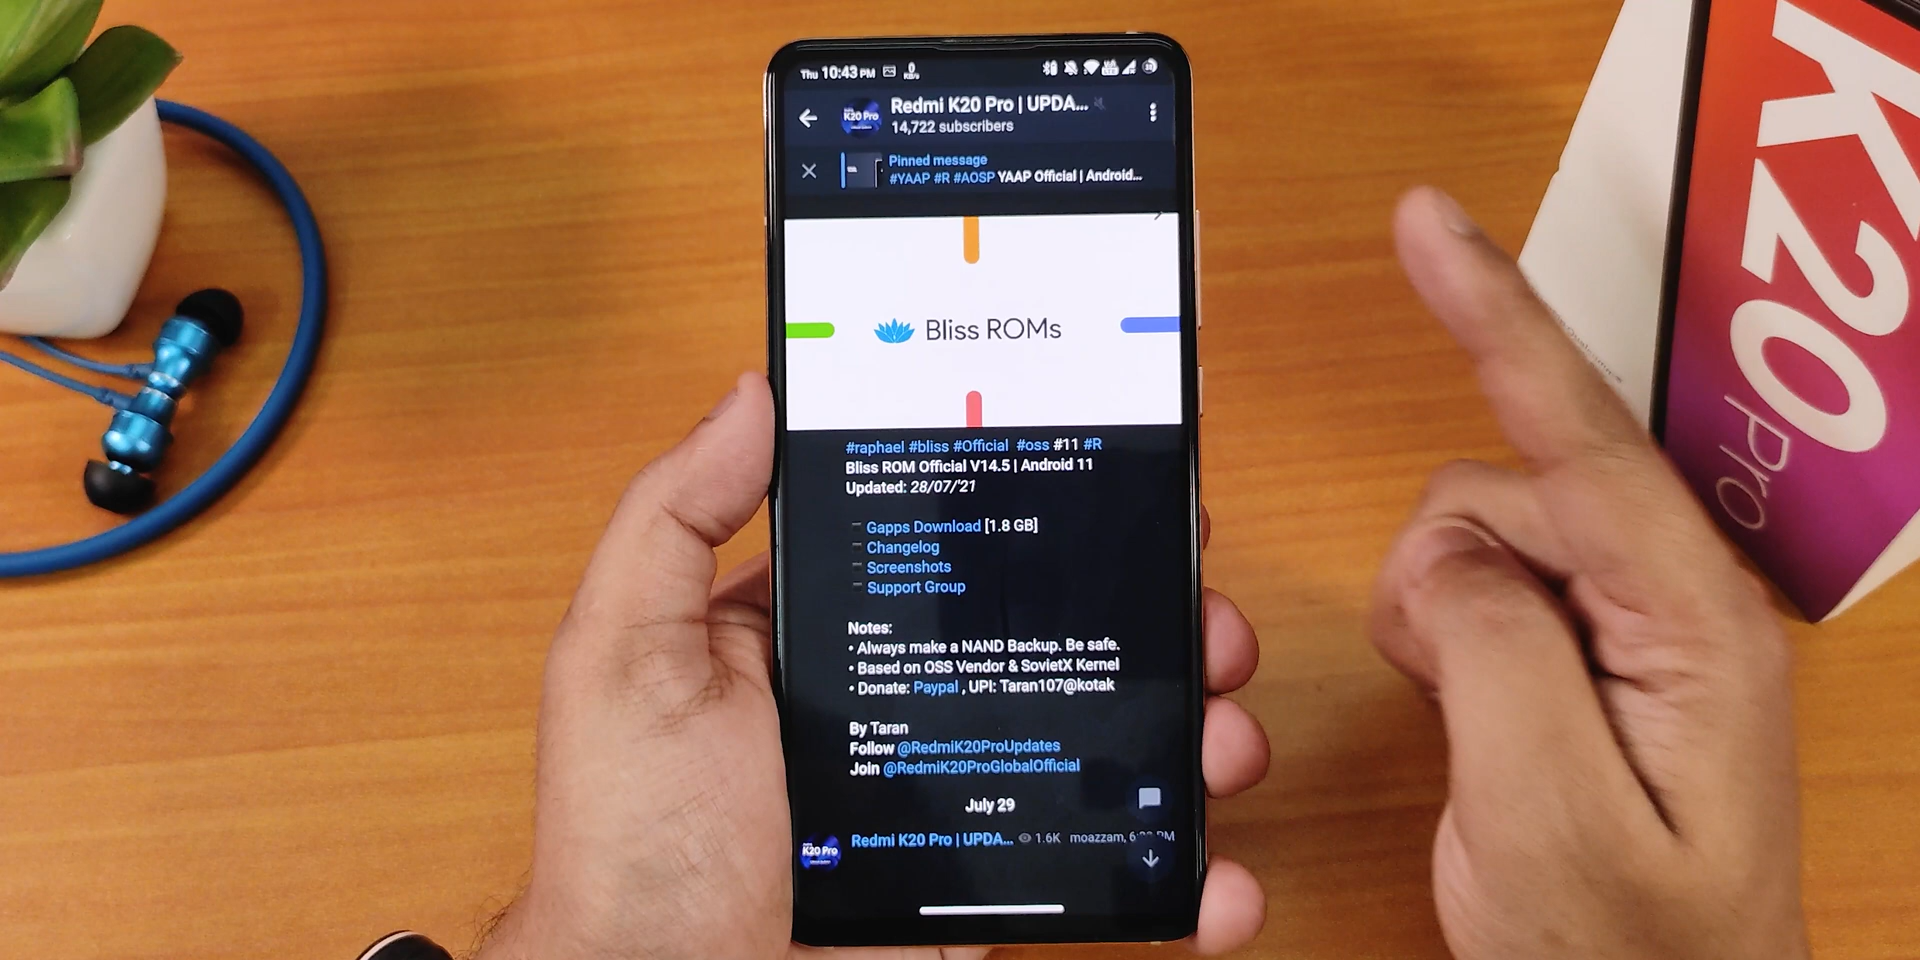 Thu 10:43 PM
Redmi K20 Pro | UPDA...
14,722 subscribers
Pinned message
#YAAP #R #AOSP YAAP Official | Android...
Bliss ROMs
#raphael #bliss #Official #oss #11 #R
Bliss ROM Official V14.5 | Android 11
Updated: 28/07/'21
Gapps Download [1.8 GB]
Changelog
Screenshots
Support Group
Notes:
• Always make a NAND Backup. Be safe.
• Based on OSS Vendor & SovietX Kernel
• Donate: Paypal , UPI: Taran107@kotak
By Taran
Follow @RedmiK20ProUpdates
Join @RedmiK20ProGlobalOfficial
July 29
Redmi K20 Pro | UPDA... 1.6K moazzam,
K20 Pro
K20 Pro
K20
Pro